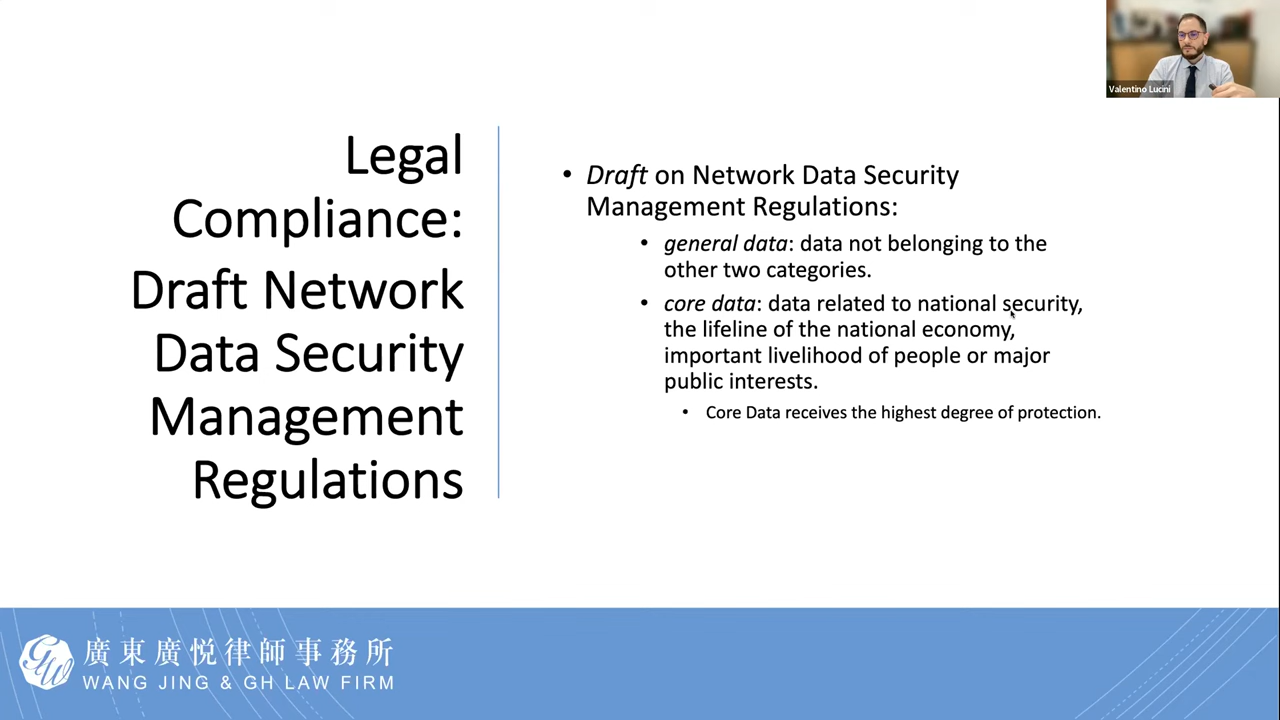 Valentino Lucini
Legal
Compliance:
Draft Network
Data Security
Management
Regulations
• Draft on Network Data Security
Management Regulations:
• general data: data not belonging to the
other two categories.
• core data: data related to national security,
the lifeline of the national economy,
important livelihood of people or major
public interests.
• Core Data receives the highest degree of protection.
GW
廣東廣悅律師事務所
WANG JING & GH LAW FIRM